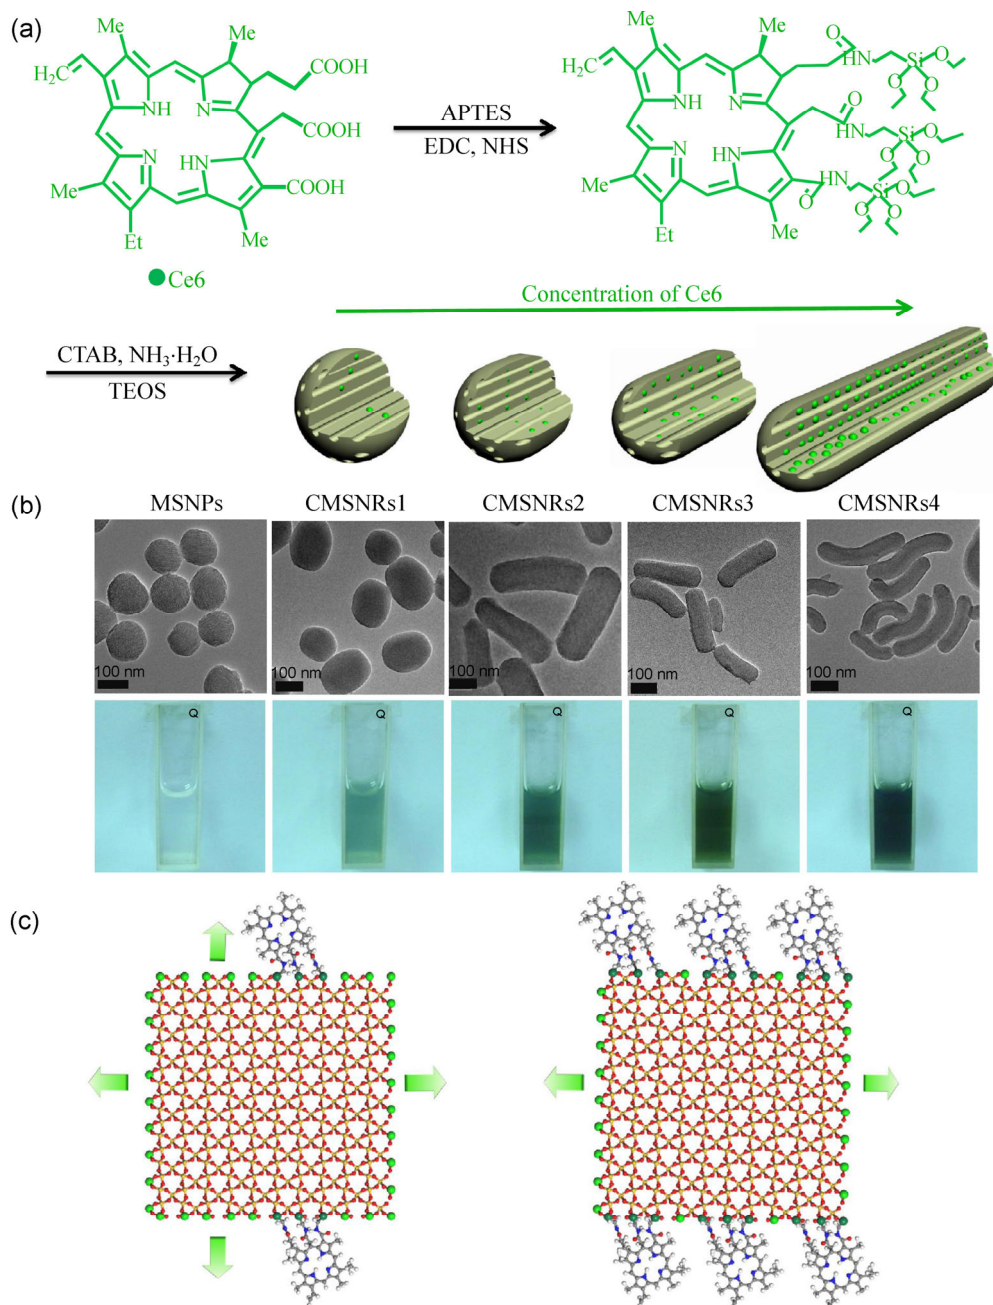 (a)
Me
Me
H2C
COOH
NH
N
COOH
N
HN
COOH
Me
Me
Et
Ce6
APTES
EDC, NHS
Me
Me
H2C
O
HN
Si
O
O
O
NH
N
O
HN
Si
O
O
O
N
HN
HN
Si
O
O
O
O
Me
Me
Et
Concentration of Ce6
CTAB, NH3·H2O
TEOS
(b)
MSNPs
CMSNRs1
CMSNRs2
CMSNRs3
CMSNRs4
100 nm
100 nm
100 nm
100 nm
100 nm
Q
Q
Q
Q
Q
(c)